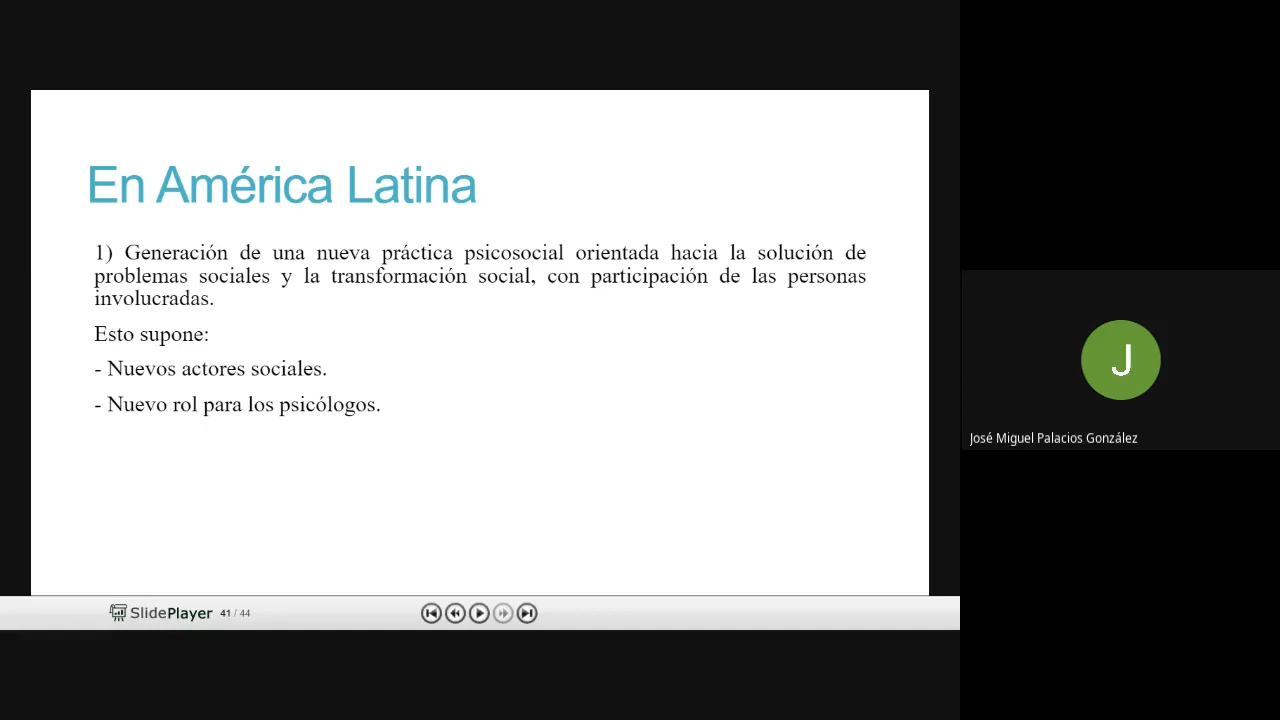 En América Latina
1) Generación de una nueva práctica psicosocial orientada hacia la solución de
problemas sociales y la transformación social, con participación de las personas
involucradas.
Esto supone:
- Nuevos actores sociales.
- Nuevo rol para los psicólogos.
SlidePlayer 41 / 44
J
José Miguel Palacios González